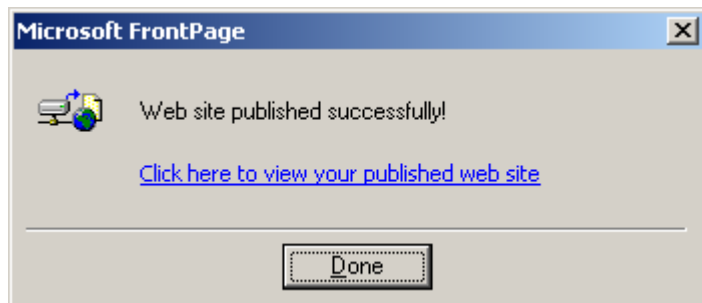 Microsoft FrontPage
Web site published successfully!
Click here to view your published web site
Done